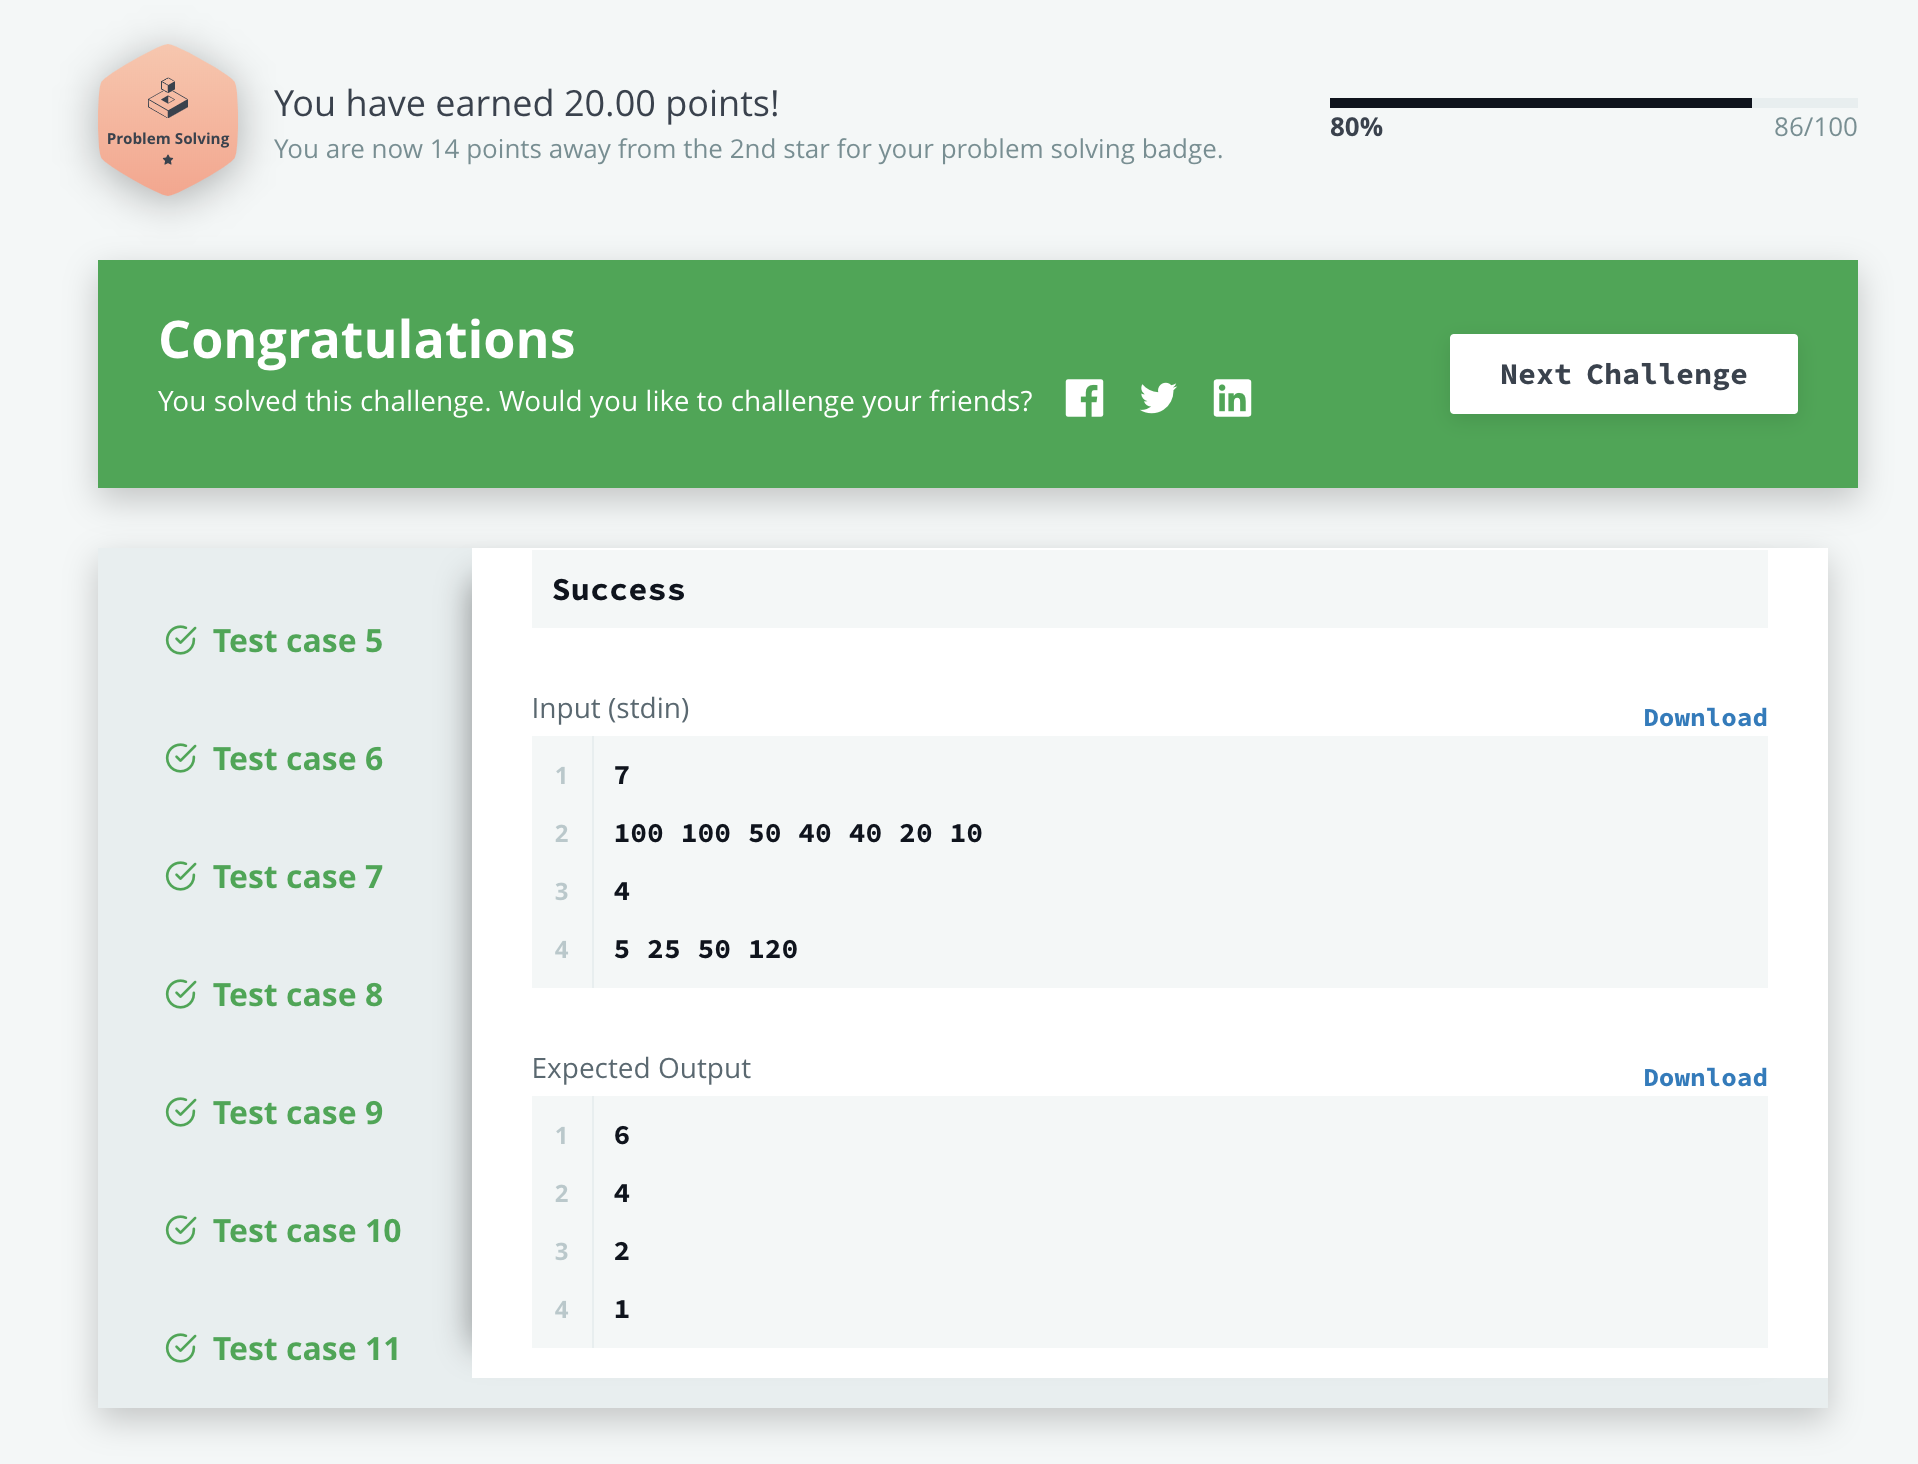 Problem Solving
You have earned 20.00 points!
You are now 14 points away from the 2nd star for your problem solving badge.
80%
86/100
Congratulations
You solved this challenge. Would you like to challenge your friends?
Next Challenge
Test case 5
Test case 6
Test case 7
Test case 8
Test case 9
Test case 10
Test case 11
Success
Input (stdin)
Download
1 7
2 100 100 50 40 40 20 10
3 4
4 5 25 50 120
Expected Output
Download
1 6
2 4
3 2
4 1